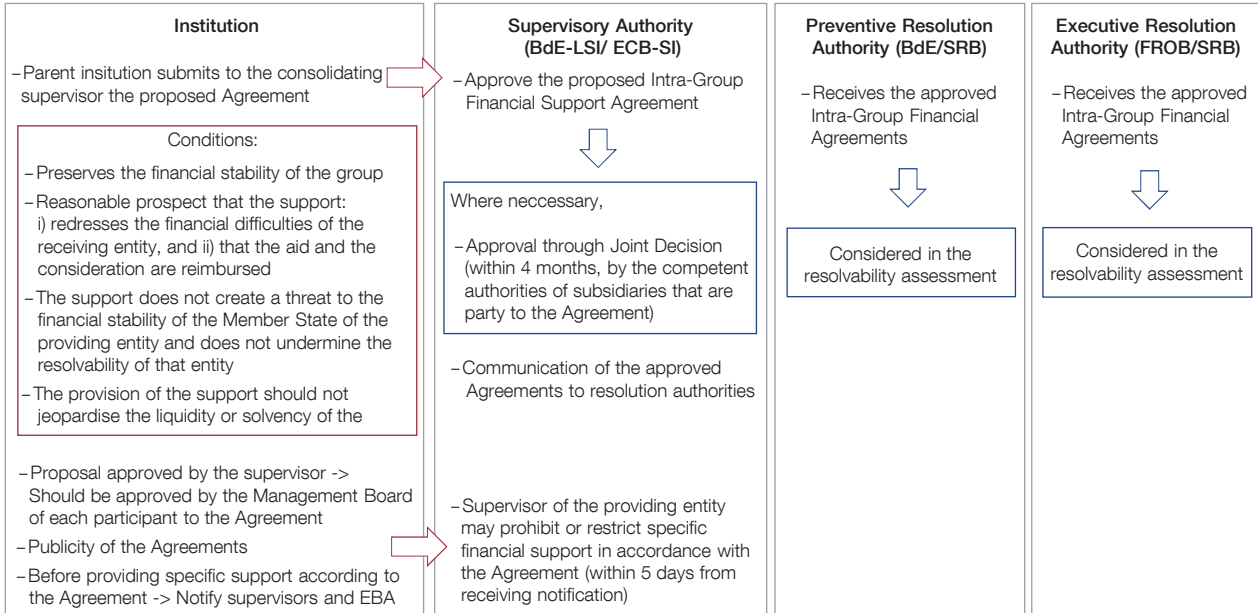 Institution
–Parent insitution submits to the consolidating
supervisor the proposed Agreement
Conditions:
–Preserves the financial stability of the group
–Reasonable prospect that the support:
i) redresses the financial difficulties of the
receiving entity, and ii) that the aid and the
consideration are reimbursed
–The support does not create a threat to the
financial stability of the Member State of the
providing entity and does not undermine the
resolvability of that entity
–The provision of the support should not
jeopardise the liquidity or solvency of the
–Proposal approved by the supervisor ->
Should be approved by the Management Board
of each participant to the Agreement
–Publicity of the Agreements
–Before providing specific support according to
the Agreement -> Notify supervisors and EBA
Supervisory Authority
(BdE-LSI/ ECB-SI)
–Approve the proposed Intra-Group
Financial Support Agreement
Where neccessary,
–Approval through Joint Decision
(within 4 months, by the competent
authorities of subsidiaries that are
party to the Agreement)
–Communication of the approved
Agreements to resolution authorities
–Supervisor of the providing entity
may prohibit or restrict specific
financial support in accordance with
the Agreement (within 5 days from
receiving notification)
Preventive Resolution
Authority (BdE/SRB)
–Receives the approved
Intra-Group Financial
Agreements
Considered in the
resolvability assessment
Executive Resolution
Authority (FROB/SRB)
–Receives the approved
Intra-Group Financial
Agreements
Considered in the
resolvability assessment